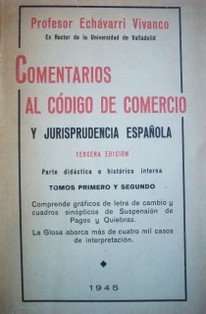 Profesor Echávarri Vivanco
Ex Rector de la Universidad de Valladolid
COMENTARIOS
AL CÓDIGO DE COMERCIO
Y JURISPRUDENCIA ESPAÑOLA
TERCERA EDICIÓN
Parte didáctica e histórica interna
TOMOS PRIMERO Y SEGUNDO
Comprende gráficos de letra de cambio y
cuadros sinópticos de Suspensión de
Pagos y Quiebras.
La Glosa abarca más de cuatro mil casos
de interpretación.
1945